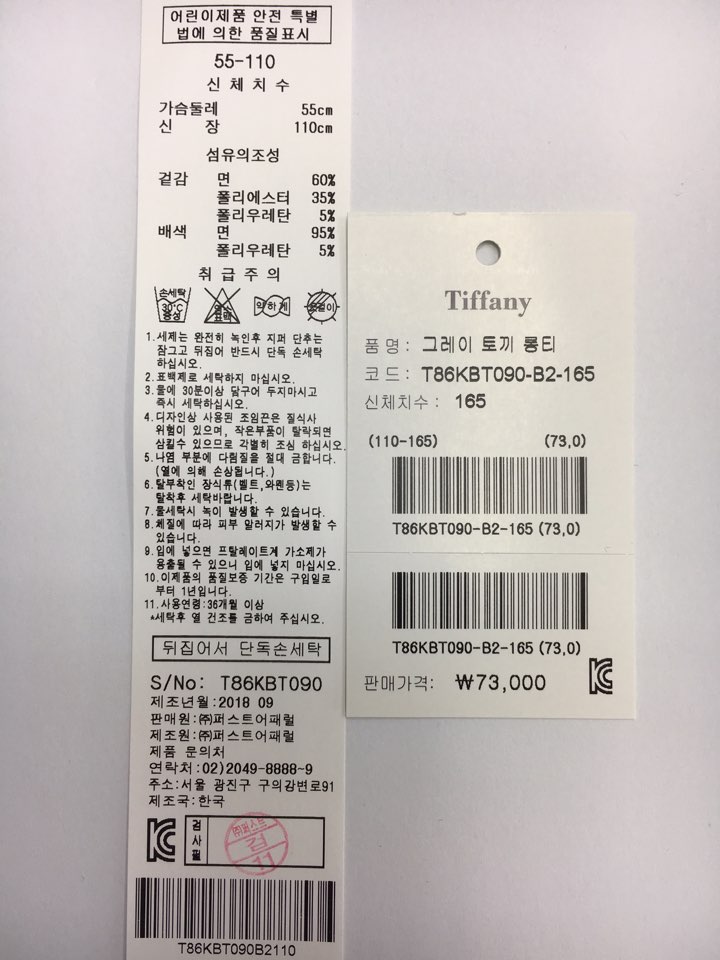 어린이제품 안전 특별
법에 의한 품질표시
55-110
신 체 치 수
가슴둘레 55cm
신 장 110cm
섬유의조성
겉감 면 60%
폴리에스터 35%
폴리우레탄 5%
배색 면 95%
폴리우레탄 5%
취 급 주 의
손세탁
30℃
중성
염소
표백
약하게
옷걸이
1.세제는 완전히 녹인후 지퍼 단추는
잠그고 뒤집어 반드시 단독 손세탁
하십시오.
2.표백제로 세탁하지 마십시오.
3.물에 30분이상 담구어 두지마시고
즉시 세탁하십시오.
4.디자인상 사용된 조임끈은 질식사
위험이 있으며, 작은부품이 탈락되면
삼킬수 있으므로 각별히 조심 하십시오.
5.나염 부분에 다림질을 절대 금합니다.
(열에 의해 손상됩니다.)
6.탈부착인 장식류(벨트,와펜등)는
탈착후 세탁바랍니다.
7.물세탁시 녹이 발생할 수 있습니다.
8.체질에 따라 피부 알러지가 발생할 수
있습니다.
9.입에 넣으면 프탈레이트계 가소제가
용출될 수 있으니 입에 넣지 마십시오.
10.이제품의 품질보증 기간은 구입일로
부터 1년입니다.
11.사용연령:36개월 이상
*세탁후 열 건조를 금하여 주십시오.
뒤집어서 단독손세탁
S/No: T86KBT090
제조년월:2018 09
판매원:㈜퍼스트어패럴
제조원:㈜퍼스트어패럴
제품 문의처
연락처:02)2049-8888~9
주소:서울 광진구 구의강변로91
제조국:한국
검사필
㈜퍼스트
검
11
T86KBT090B2110
Tiffany
품 명: 그레이 토끼 롱티
코 드: T86KBT090-B2-165
신체치수: 165
(110-165) (73,0)
T86KBT090-B2-165 (73,0)
T86KBT090-B2-165 (73,0)
판매가격: ₩73,000